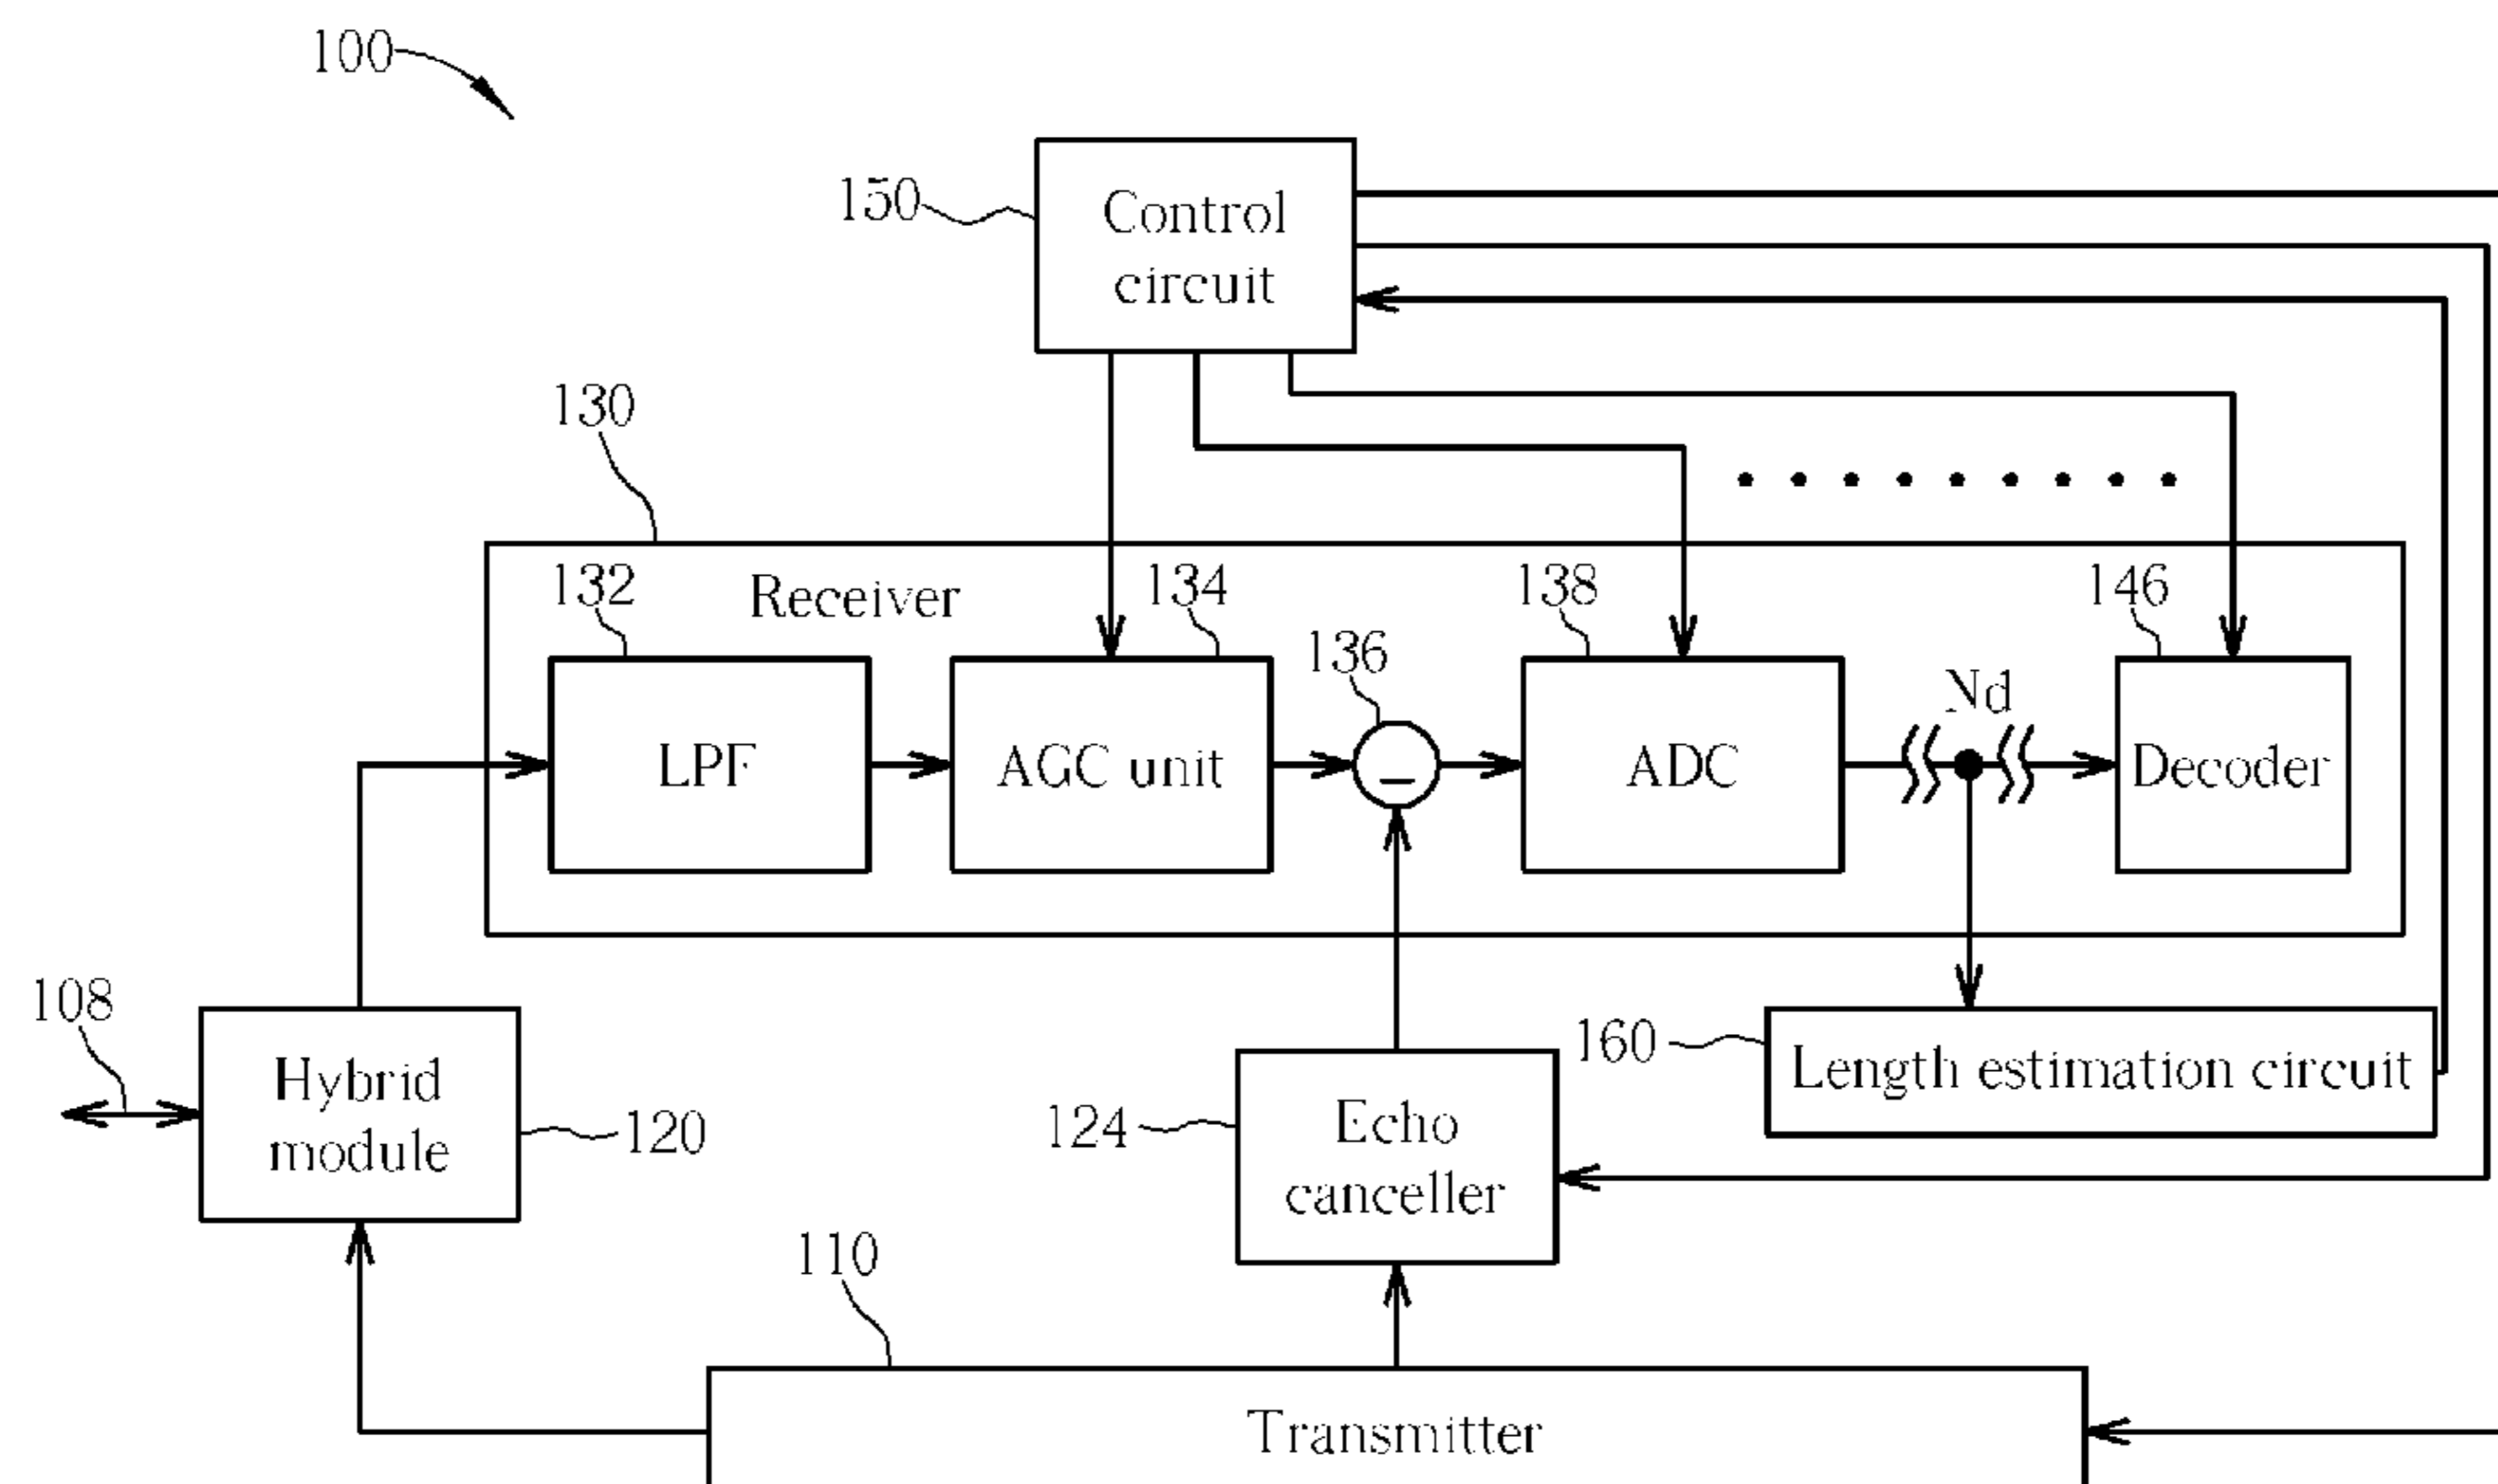 100
150
Control
circuit
130
132
Receiver
134
136
138
146
Nd
LPF
AGC unit
ADC
Decoder
108
Hybrid
module
120
124
Echo
canceller
160
Length estimation circuit
110
Transmitter